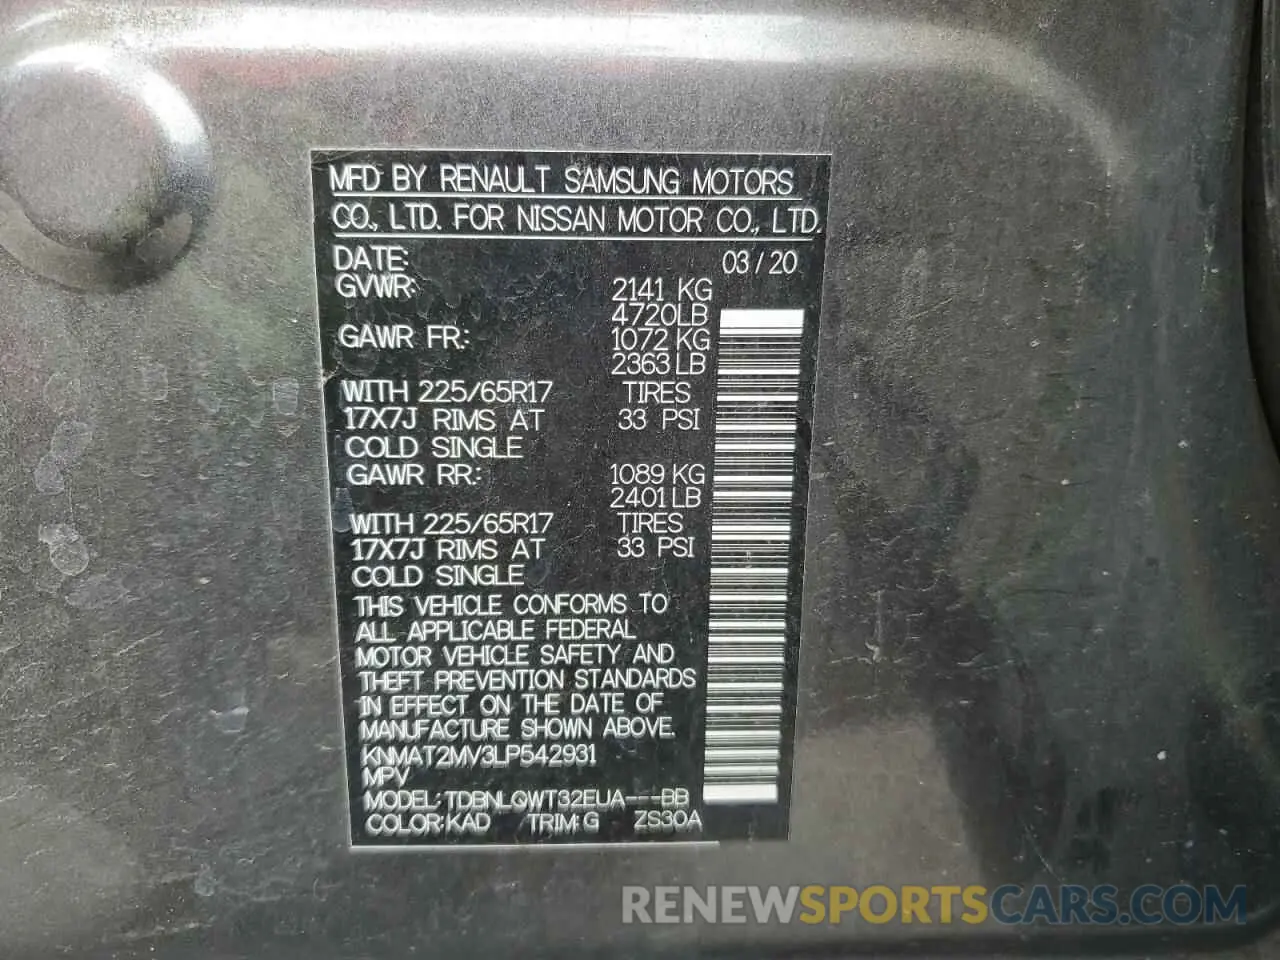 MFD BY RENAULT SAMSUNG MOTORS
CO., LTD. FOR NISSAN MOTOR CO., LTD.
DATE: 03/20
GVWR: 2141 KG
4720LB
GAWR FR.: 1072 KG
2363 LB
WITH 225/65R17 TIRES
17X7J RIMS AT 33 PSI
COLD SINGLE
GAWR RR.: 1089 KG
2401 LB
WITH 225/65R17 TIRES
17X7J RIMS AT 33 PSI
COLD SINGLE
THIS VEHICLE CONFORMS TO
ALL APPLICABLE FEDERAL
MOTOR VEHICLE SAFETY AND
THEFT PREVENTION STANDARDS
IN EFFECT ON THE DATE OF
MANUFACTURE SHOWN ABOVE.
KNMAT2MV3LP542931
MPV
MODEL: TDBNLQWT32EUA---BB
COLOR: KAD TRIM: G ZS30A
RENEWSPORTSCARS.COM